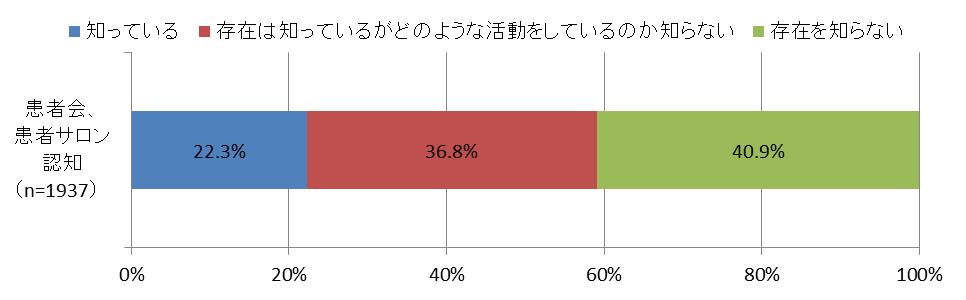 知っている 存在は知っているがどのような活動をしているのか知らない 存在を知らない
患者会、
患者サロン
認知
（n=1937）
22.3% 36.8% 40.9%
0% 20% 40% 60% 80% 100%